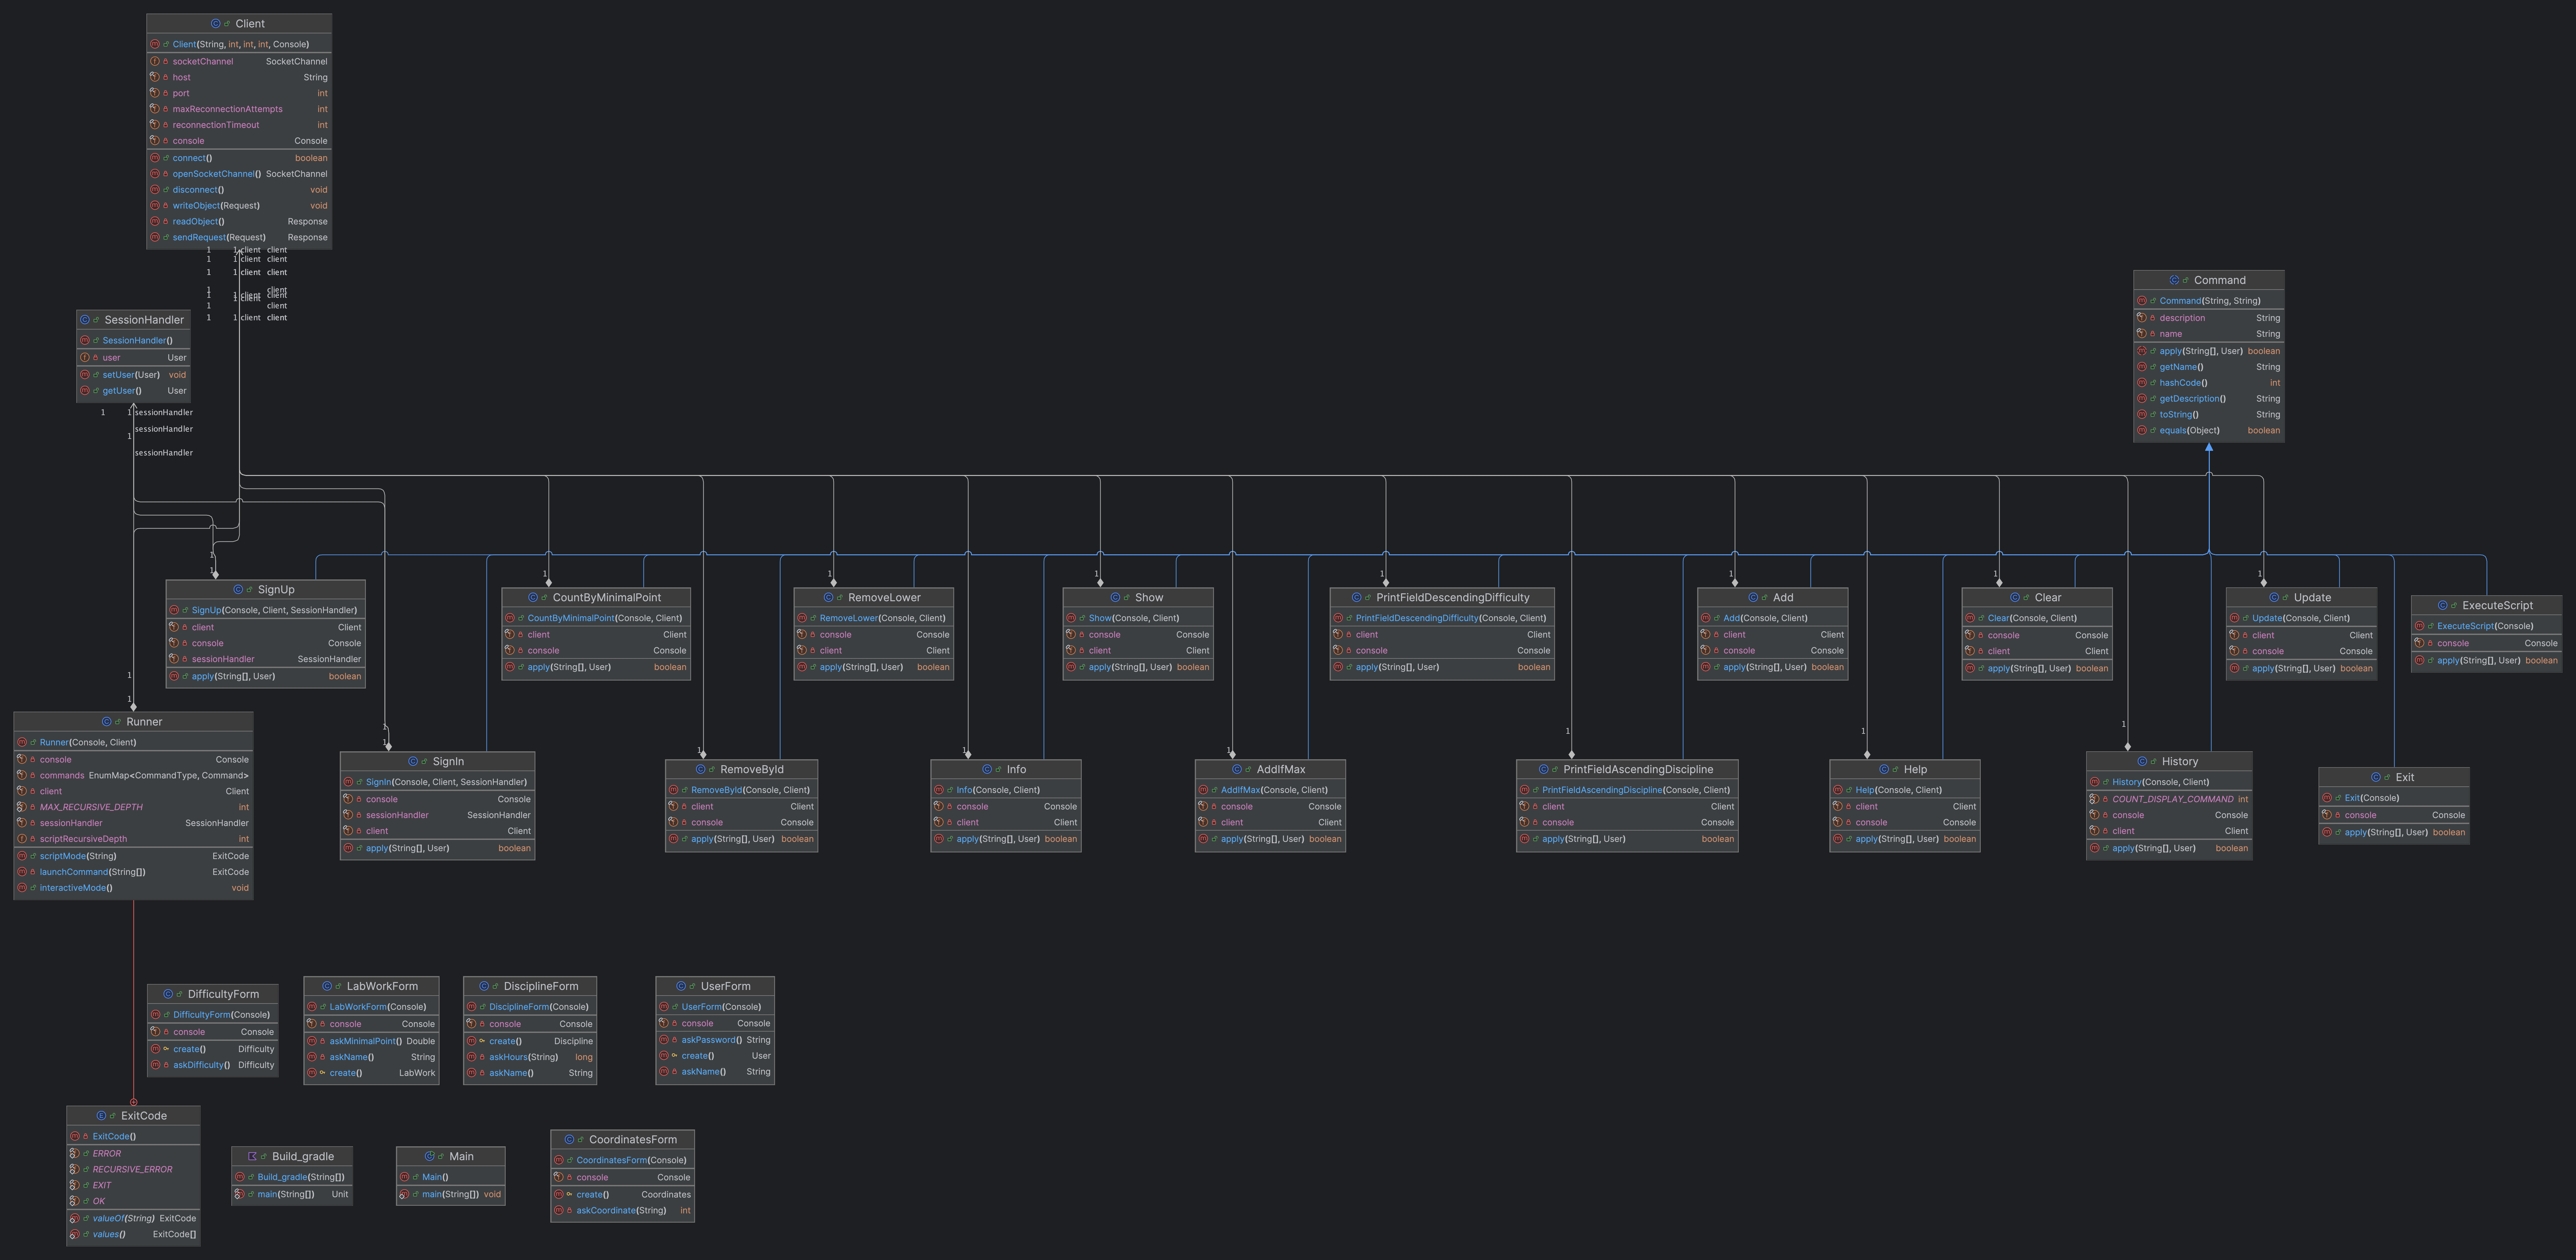 Client
Client(String, int, int, int, Console)
socketChannel SocketChannel
host String
port int
maxReconnectionAttempts int
reconnectionTimeout int
console Console
connect() boolean
openSocketChannel() SocketChannel
disconnect() void
writeObject(Request) void
readObject() Response
sendRequest(Request) Response
1 1 client client
1 1 client client
1 1 client client
1 client
1 1 client client
1 client
1 1 client client
SessionHandler
SessionHandler()
user User
setUser(User) void
getUser() User
1 1 sessionHandler
sessionHandler
1
sessionHandler
Command
Command(String, String)
description String
name String
apply(String[], User) boolean
getName() String
hashCode() int
getDescription() String
toString() String
equals(Object) boolean
1
1
SignUp
SignUp(Console, Client, SessionHandler)
client Client
console Console
sessionHandler SessionHandler
apply(String[], User) boolean
1
CountByMinimalPoint
CountByMinimalPoint(Console, Client)
client Client
console Console
apply(String[], User) boolean
1
RemoveLower
RemoveLower(Console, Client)
console Console
client Client
apply(String[], User) boolean
1
Show
Show(Console, Client)
console Console
client Client
apply(String[], User) boolean
1
PrintFieldDescendingDifficulty
PrintFieldDescendingDifficulty(Console, Client)
client Client
console Console
apply(String[], User) boolean
1
Add
Add(Console, Client)
client Client
console Console
apply(String[], User) boolean
1
Clear
Clear(Console, Client)
console Console
client Client
apply(String[], User) boolean
1
Update
Update(Console, Client)
client Client
console Console
apply(String[], User) boolean
ExecuteScript
ExecuteScript(Console)
console Console
apply(String[], User) boolean
1
1
Runner
Runner(Console, Client)
console Console
commands EnumMap<CommandType, Command>
client Client
MAX_RECURSIVE_DEPTH int
sessionHandler SessionHandler
scriptRecursiveDepth int
scriptMode(String) ExitCode
launchCommand(String[]) ExitCode
interactiveMode() void
1
1
SignIn
SignIn(Console, Client, SessionHandler)
console Console
sessionHandler SessionHandler
client Client
apply(String[], User) boolean
1
RemoveById
RemoveById(Console, Client)
client Client
console Console
apply(String[], User) boolean
1
Info
Info(Console, Client)
console Console
client Client
apply(String[], User) boolean
1
AddIfMax
AddIfMax(Console, Client)
console Console
client Client
apply(String[], User) boolean
1
PrintFieldAscendingDiscipline
PrintFieldAscendingDiscipline(Console, Client)
client Client
console Console
apply(String[], User) boolean
1
Help
Help(Console, Client)
client Client
console Console
apply(String[], User) boolean
1
History
History(Console, Client)
COUNT_DISPLAY_COMMAND int
console Console
client Client
apply(String[], User) boolean
Exit
Exit(Console)
console Console
apply(String[], User) boolean
DifficultyForm
DifficultyForm(Console)
console Console
create() Difficulty
askDifficulty() Difficulty
LabWorkForm
LabWorkForm(Console)
console Console
askMinimalPoint() Double
askName() String
create() LabWork
DisciplineForm
DisciplineForm(Console)
console Console
create() Discipline
askHours(String) long
askName() String
UserForm
UserForm(Console)
console Console
askPassword() String
create() User
askName() String
ExitCode
ExitCode()
ERROR
RECURSIVE_ERROR
EXIT
OK
valueOf(String) ExitCode
values() ExitCode[]
Build_gradle
Build_gradle(String[])
main(String[]) Unit
Main
Main()
main(String[]) void
CoordinatesForm
CoordinatesForm(Console)
console Console
create() Coordinates
askCoordinate(String) int